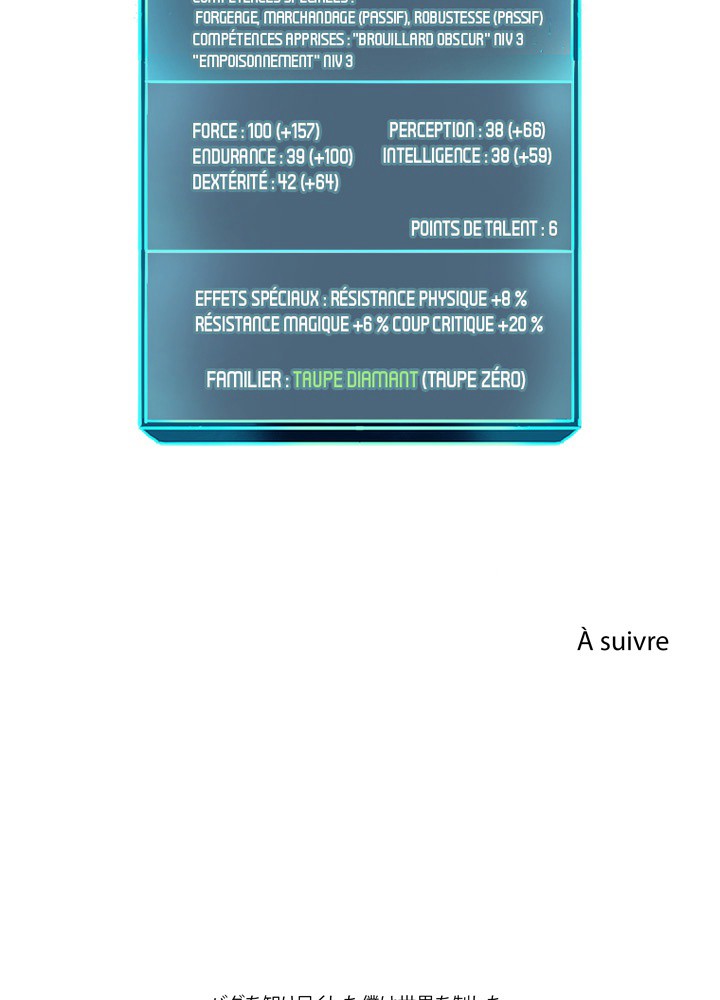 COMPÉTENCES SPÉCIALES :
FORGEAGE, MARCHANDAGE (PASSIF), ROBUSTESSE (PASSIF)
COMPÉTENCES APPRISES : "BROUILLARD OBSCUR" NIV 3
"EMPOISONNEMENT" NIV 3
FORCE : 100 (+157)
ENDURANCE : 39 (+100)
DEXTÉRITÉ : 42 (+64)
PERCEPTION : 38 (+66)
INTELLIGENCE : 38 (+59)
POINTS DE TALENT : 6
EFFETS SPÉCIAUX : RÉSISTANCE PHYSIQUE +8 %
RÉSISTANCE MAGIQUE +6 % COUP CRITIQUE +20 %
FAMILIER : TAUPE DIAMANT (TAUPE ZÉRO)
À suivre